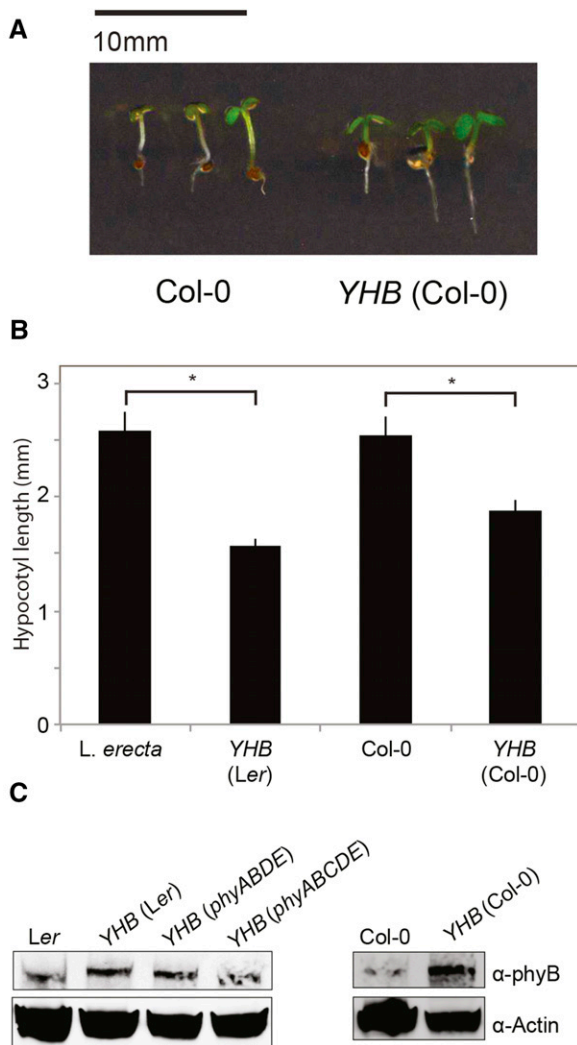 A
10mm
Col-0 YHB (Col-0)
B
Hypocotyl length (mm)
3
2
1
0
* *
L. erecta YHB (Ler) Col-0 YHB (Col-0)
C
Ler YHB (Ler) YHB (phyABDE) YHB (phyABCDE) Col-0 YHB (Col-0)
α-phyB
α-Actin